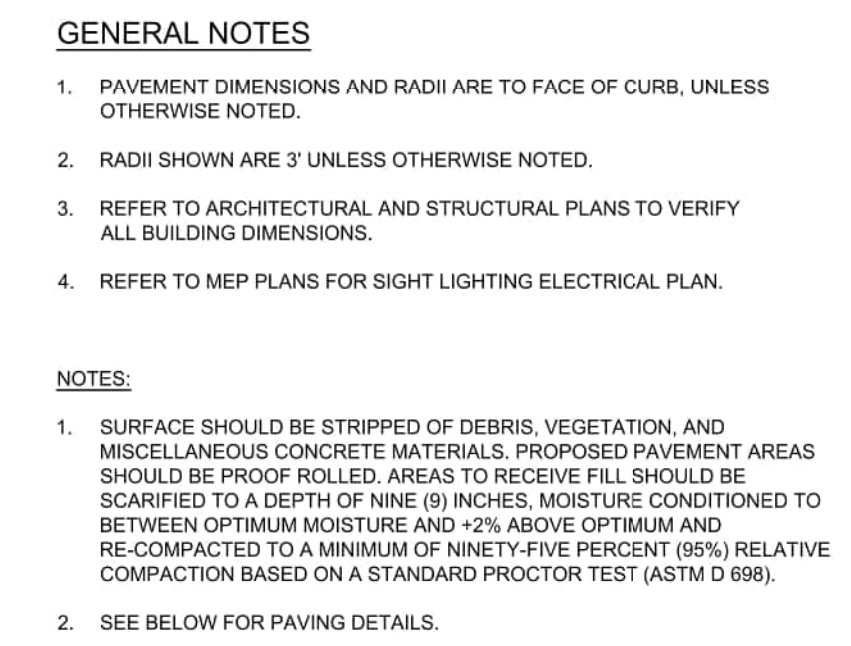 GENERAL NOTES
1. PAVEMENT DIMENSIONS AND RADII ARE TO FACE OF CURB, UNLESS
OTHERWISE NOTED.
2. RADII SHOWN ARE 3' UNLESS OTHERWISE NOTED.
3. REFER TO ARCHITECTURAL AND STRUCTURAL PLANS TO VERIFY
ALL BUILDING DIMENSIONS.
4. REFER TO MEP PLANS FOR SIGHT LIGHTING ELECTRICAL PLAN.
NOTES:
1. SURFACE SHOULD BE STRIPPED OF DEBRIS, VEGETATION, AND
MISCELLANEOUS CONCRETE MATERIALS. PROPOSED PAVEMENT AREAS
SHOULD BE PROOF ROLLED. AREAS TO RECEIVE FILL SHOULD BE
SCARIFIED TO A DEPTH OF NINE (9) INCHES, MOISTURE CONDITIONED TO
BETWEEN OPTIMUM MOISTURE AND +2% ABOVE OPTIMUM AND
RE-COMPACTED TO A MINIMUM OF NINETY-FIVE PERCENT (95%) RELATIVE
COMPACTION BASED ON A STANDARD PROCTOR TEST (ASTM D 698).
2. SEE BELOW FOR PAVING DETAILS.